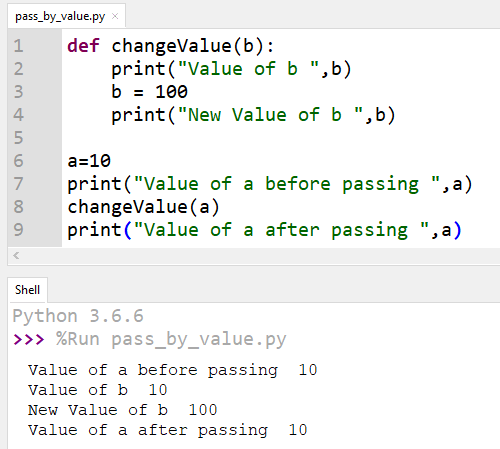 pass_by_value.py ×
1 def changeValue(b):
2     print("Value of b ",b)
3     b = 100
4     print("New Value of b ",b)
5
6 a=10
7 print("Value of a before passing ",a)
8 changeValue(a)
9 print("Value of a after passing ",a)
Shell
Python 3.6.6
>>> %Run pass_by_value.py
Value of a before passing  10
Value of b  10
New Value of b  100
Value of a after passing  10